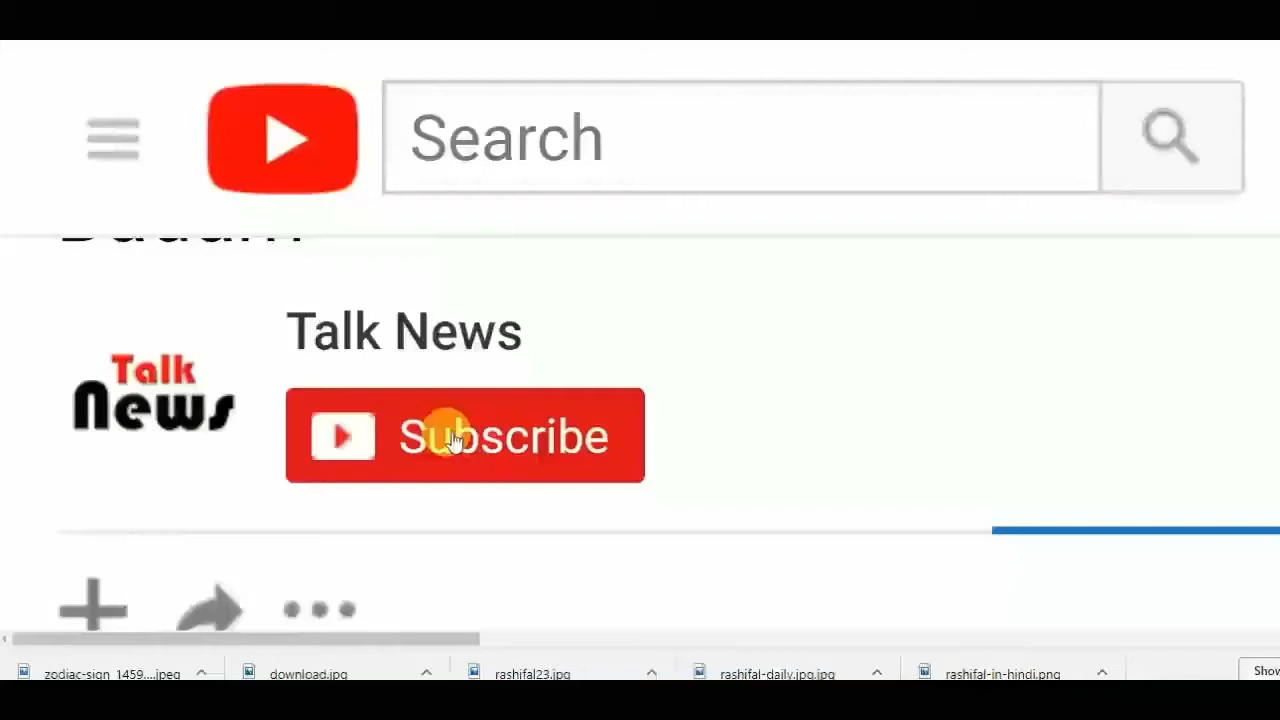 Search
Talk News
Talk
News
Subscribe
zodiac-sign_1459....jpeg
download.jpg
rashifal23.jpg
rashifal-daily.jpg.jpg
rashifal-in-hindi.png